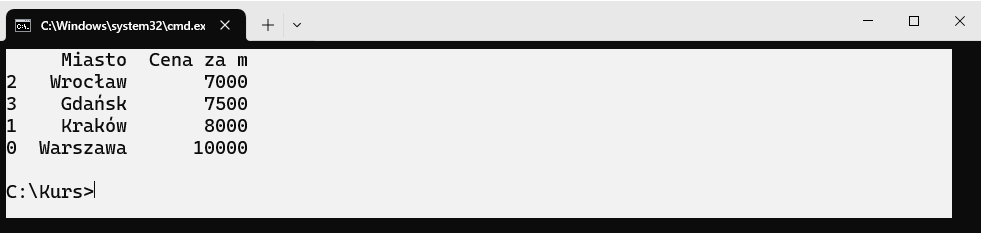 C:\Windows\system32\cmd.ex
Miasto Cena za m
2 Wrocław 7000
3 Gdańsk 7500
1 Kraków 8000
0 Warszawa 10000
C:\Kurs>